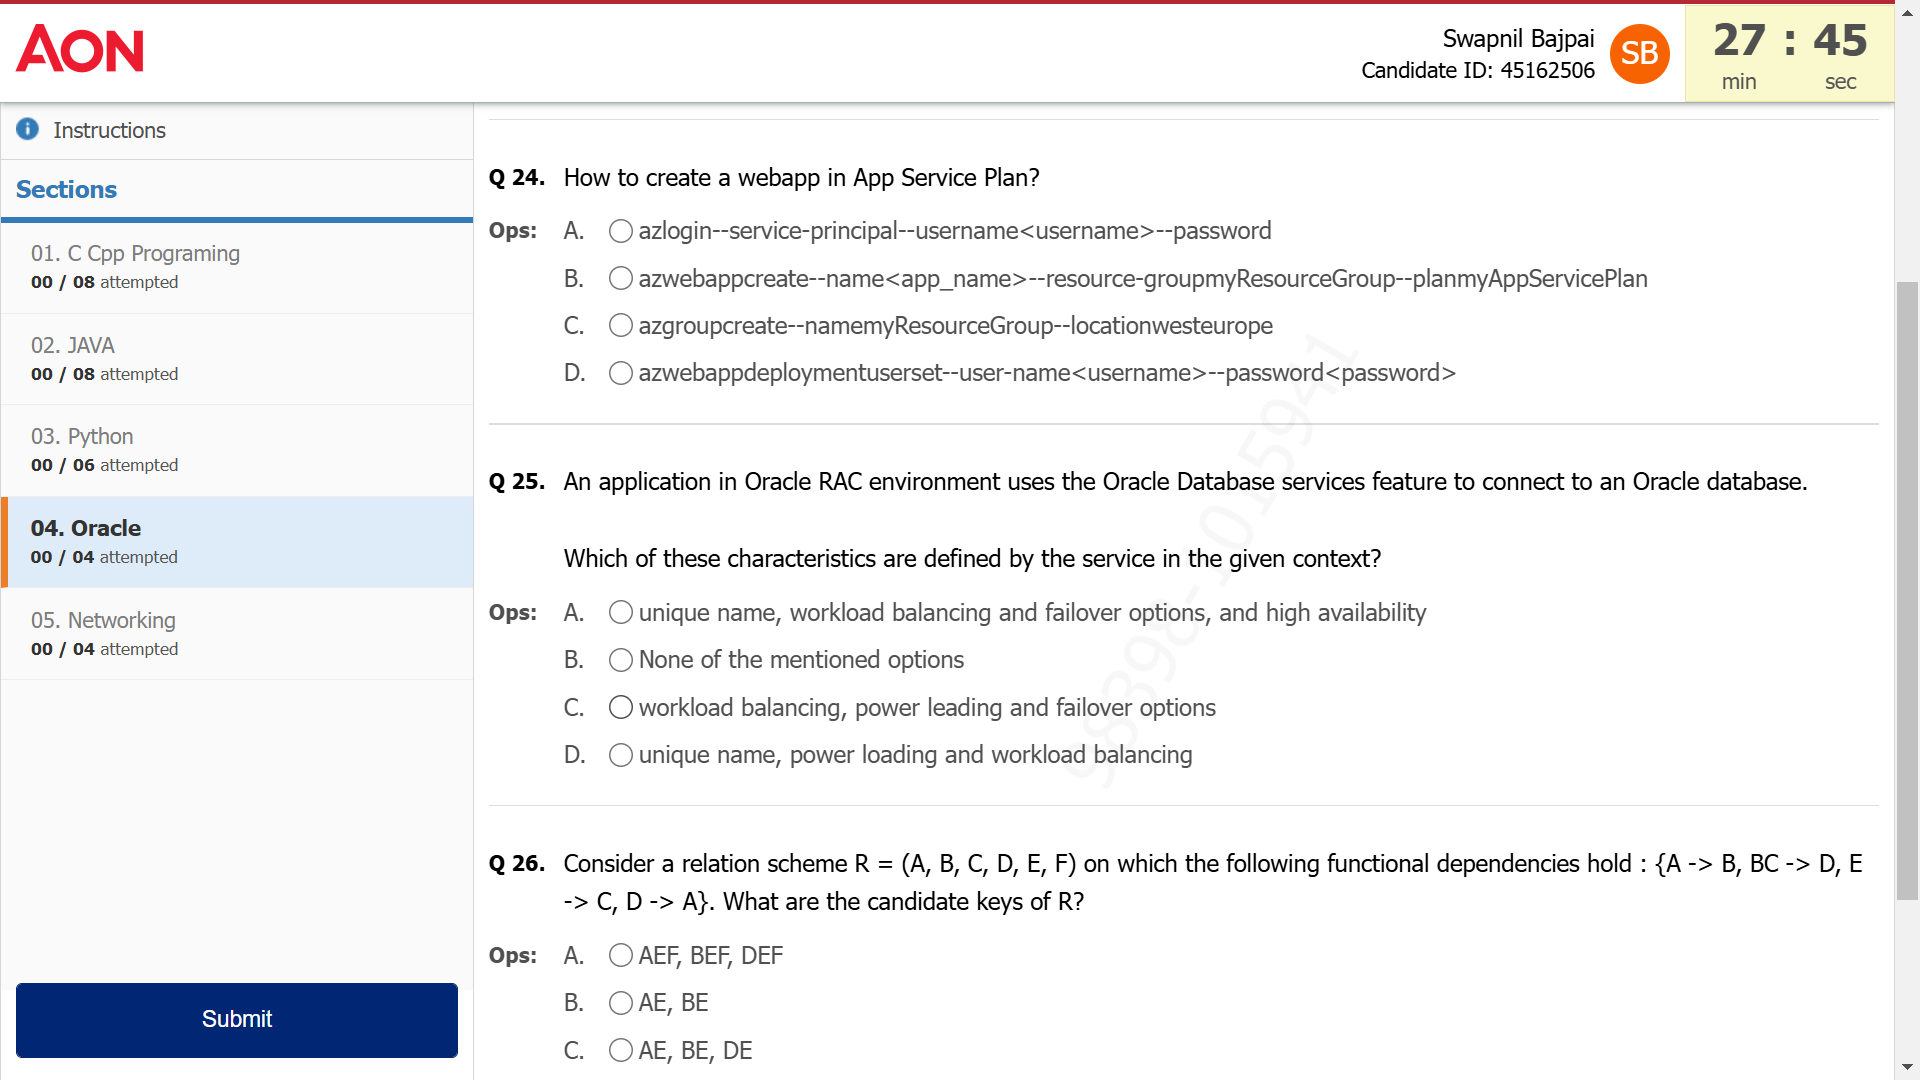 AON
Swapnil Bajpai
Candidate ID: 45162506
SB
27 : 45
min sec
Instructions
Sections
01. C Cpp Programing
00 / 08 attempted
02. JAVA
00 / 08 attempted
03. Python
00 / 06 attempted
04. Oracle
00 / 04 attempted
05. Networking
00 / 04 attempted
Submit
Q 24. How to create a webapp in App Service Plan?
Ops: A. azlogin--service-principal--username<username>--password
B. azwebappcreate--name<app_name>--resource-groupmyResourceGroup--planmyAppServicePlan
C. azgroupcreate--namemyResourceGroup--locationwesteurope
D. azwebappdeploymentuserset--user-name<username>--password<password>
Q 25. An application in Oracle RAC environment uses the Oracle Database services feature to connect to an Oracle database.
Which of these characteristics are defined by the service in the given context?
Ops: A. unique name, workload balancing and failover options, and high availability
B. None of the mentioned options
C. workload balancing, power leading and failover options
D. unique name, power loading and workload balancing
Q 26. Consider a relation scheme R = (A, B, C, D, E, F) on which the following functional dependencies hold : {A -> B, BC -> D, E
-> C, D -> A}. What are the candidate keys of R?
Ops: A. AEF, BEF, DEF
B. AE, BE
C. AE, BE, DE